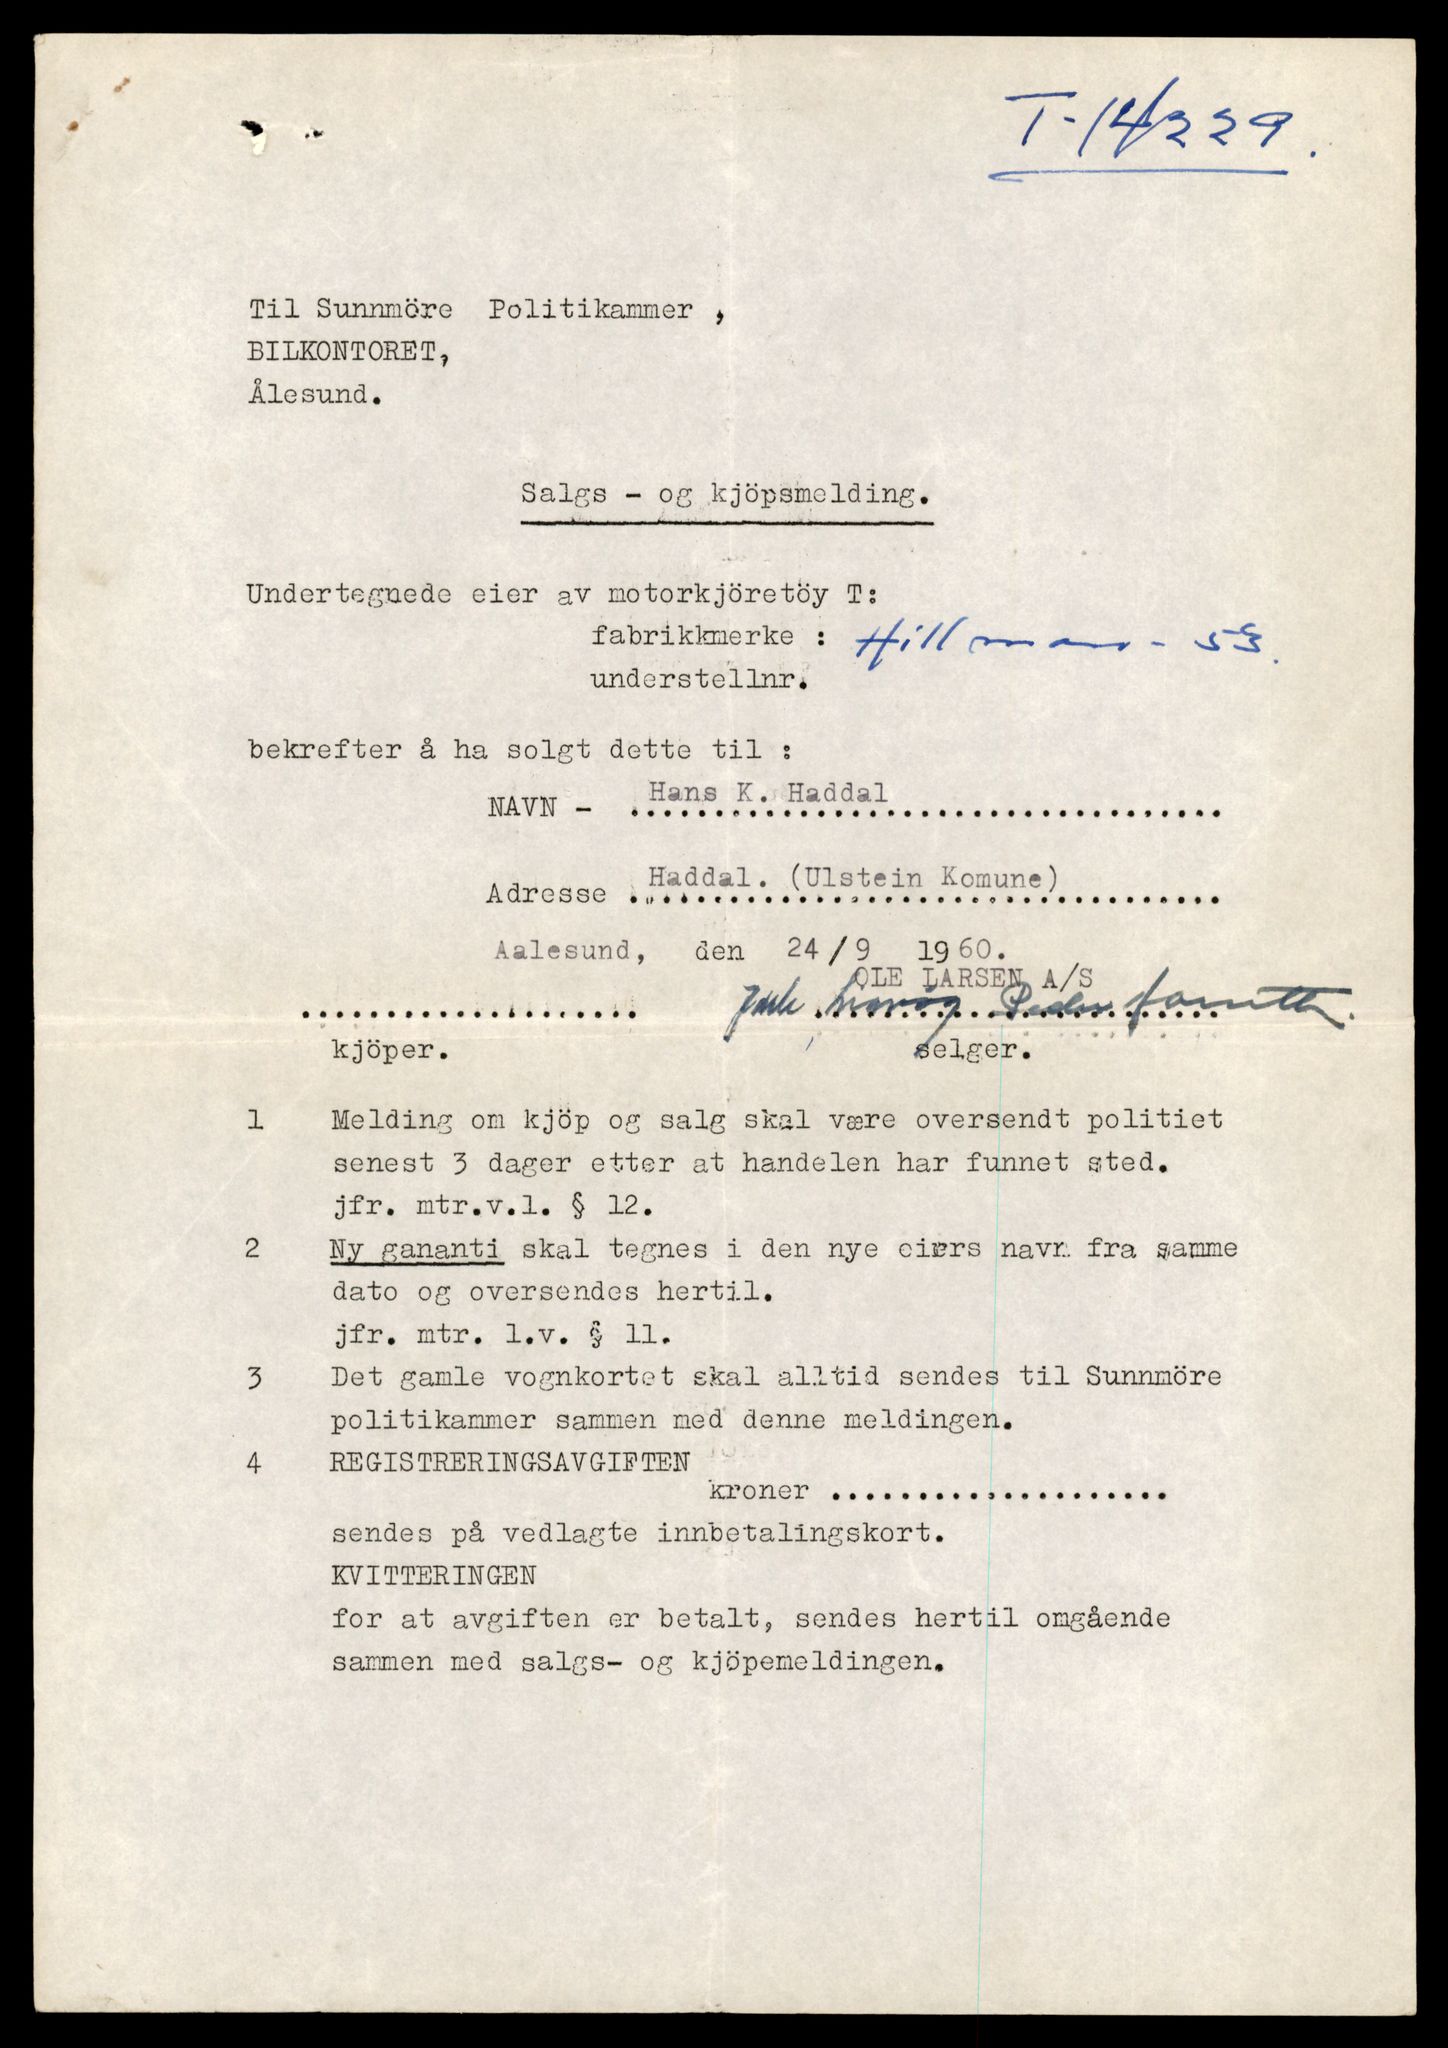 T-14229.
Til Sunnmöre Politikammer ,
BILKONTORET,
Ålesund.
Salgs - og kjöpsmelding.
Undertegnede eier av motorkjöretöy T:
fabrikkmerke : Hillman - 53.
understellnr.
bekrefter å ha solgt dette til :
NAVN - Hans K. Haddal
Adresse Haddal. (Ulstein Komune)
Aalesund, den 24/9 1960.
OLE LARSEN A/S
kjöper. selger.
1 Melding om kjöp og salg skal være oversendt politiet
senest 3 dager etter at handelen har funnet sted.
jfr. mtr.v.l. § 12.
2 Ny gananti skal tegnes i den nye eiers navn fra samme
dato og oversendes hertil.
jfr. mtr. l.v. § 11.
3 Det gamle vognkortet skal alltid sendes til Sunnmöre
politikammer sammen med denne meldingen.
4 REGISTRERINGSAVGIFTEN
kroner ....................
sendes på vedlagte innbetalingskort.
KVITTERINGEN
for at avgiften er betalt, sendes hertil omgående
sammen med salgs- og kjöpemeldingen.